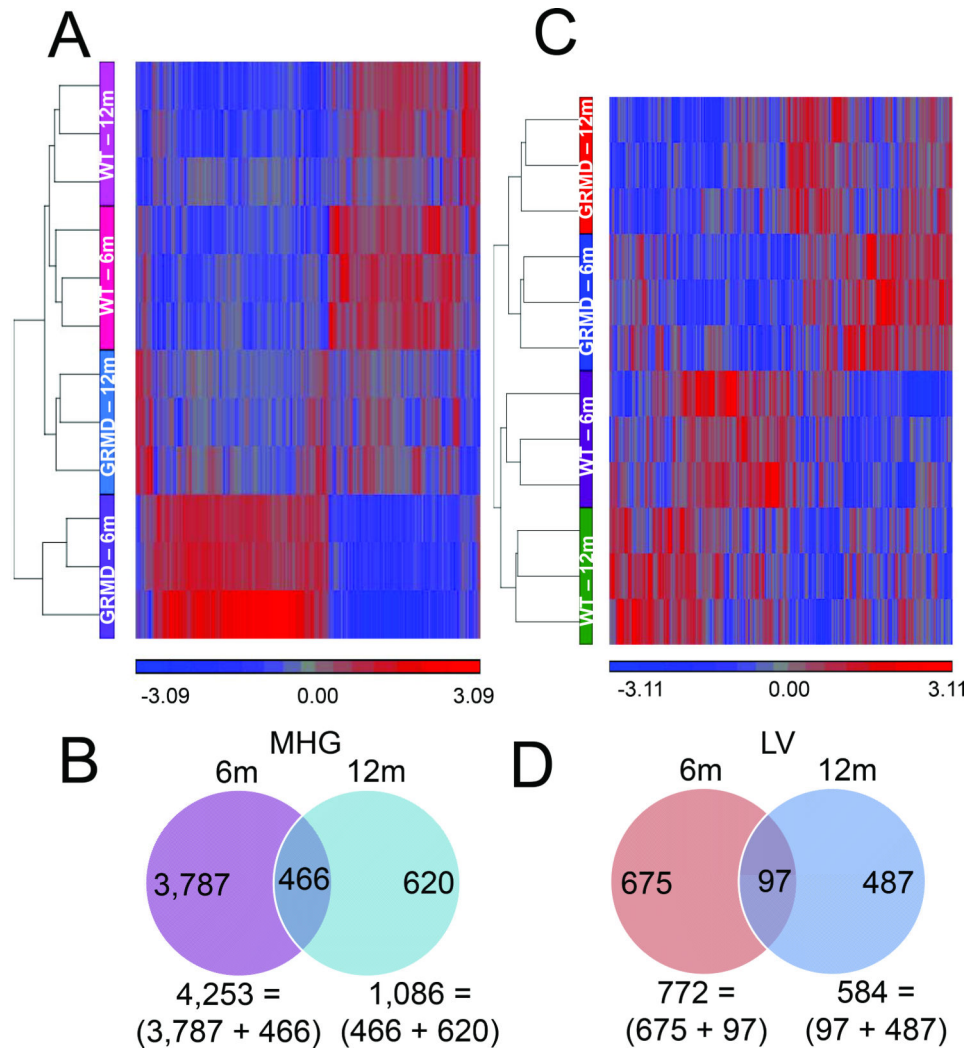 A
WT – 12m
WT – 6m
GRMD – 12m
GRMD – 6m
-3.09 0.00 3.09
C
GRMD – 12m
GRMD – 6m
WT – 6m
WT – 12m
-3.11 0.00 3.11
B
MHG
6m 12m
3,787 466 620
4,253 =
(3,787 + 466)
1,086 =
(466 + 620)
D
LV
6m 12m
675 97 487
772 =
(675 + 97)
584 =
(97 + 487)